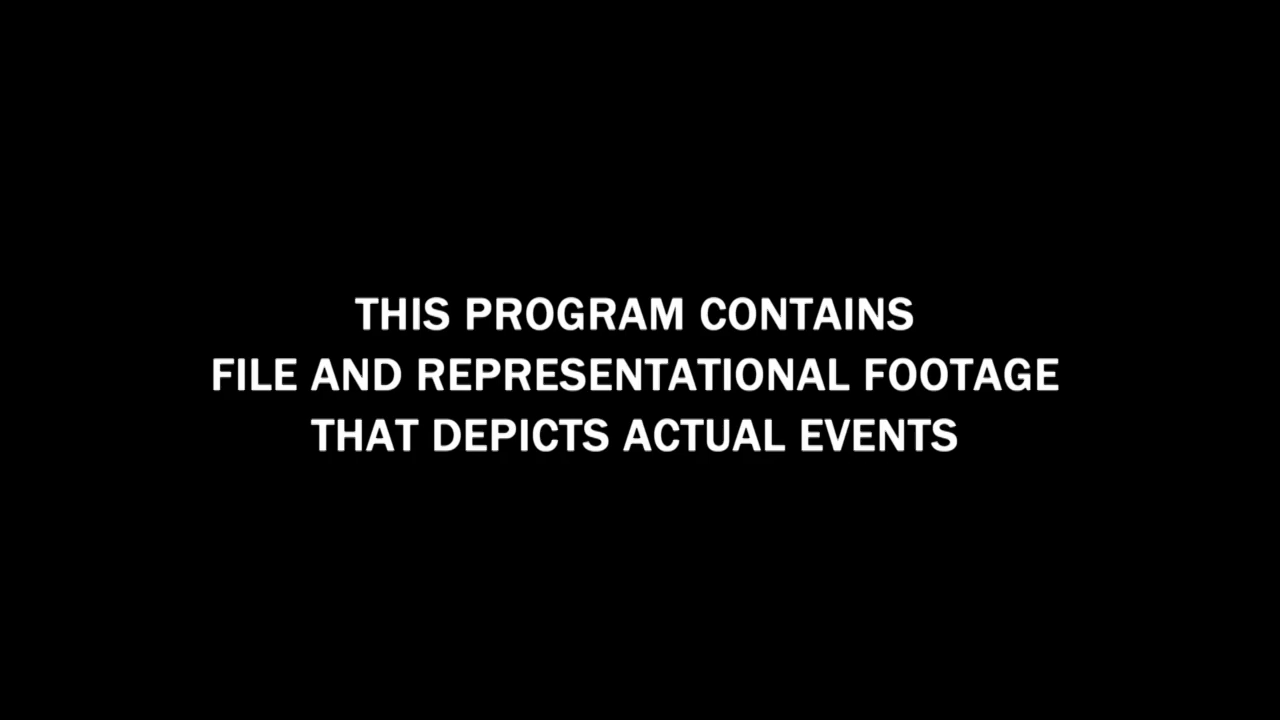 THIS PROGRAM CONTAINS
FILE AND REPRESENTATIONAL FOOTAGE
THAT DEPICTS ACTUAL EVENTS